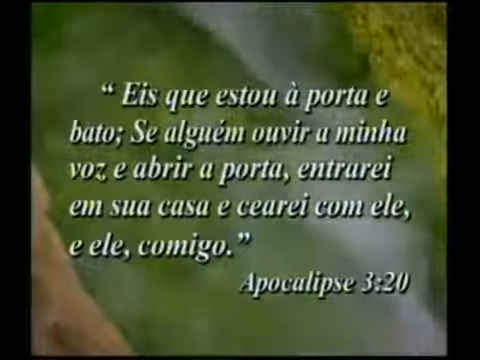 “ Eis que estou à porta e
bato; Se alguém ouvir a minha
voz e abrir a porta, entrarei
em sua casa e cearei com ele,
e ele, comigo.”
Apocalipse 3:20